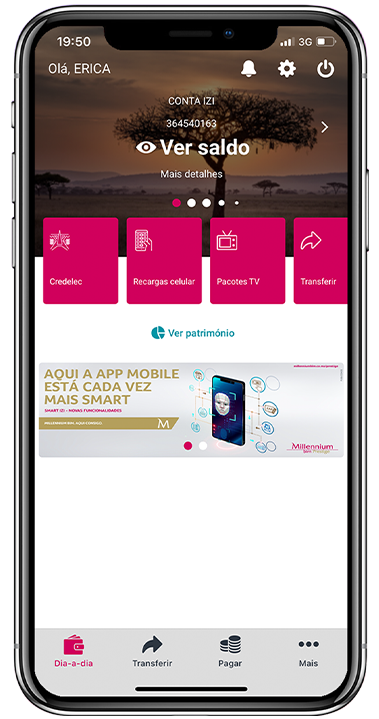 19:50
3G
Olá, ERICA
CONTA IZI
364540163
Ver saldo
Mais detalhes
Credelec
Recargas celular
Pacotes TV
Transferir
Ver património
AQUI A APP MOBILE
ESTÁ CADA VEZ
MAIS SMART
SMART IZI - NOVAS FUNCIONALIDADES
MILLENNIUM BIM. AQUI CONSIGO.
M
Millennium
bim Prestige
Dia-a-dia
Transferir
Pagar
Mais